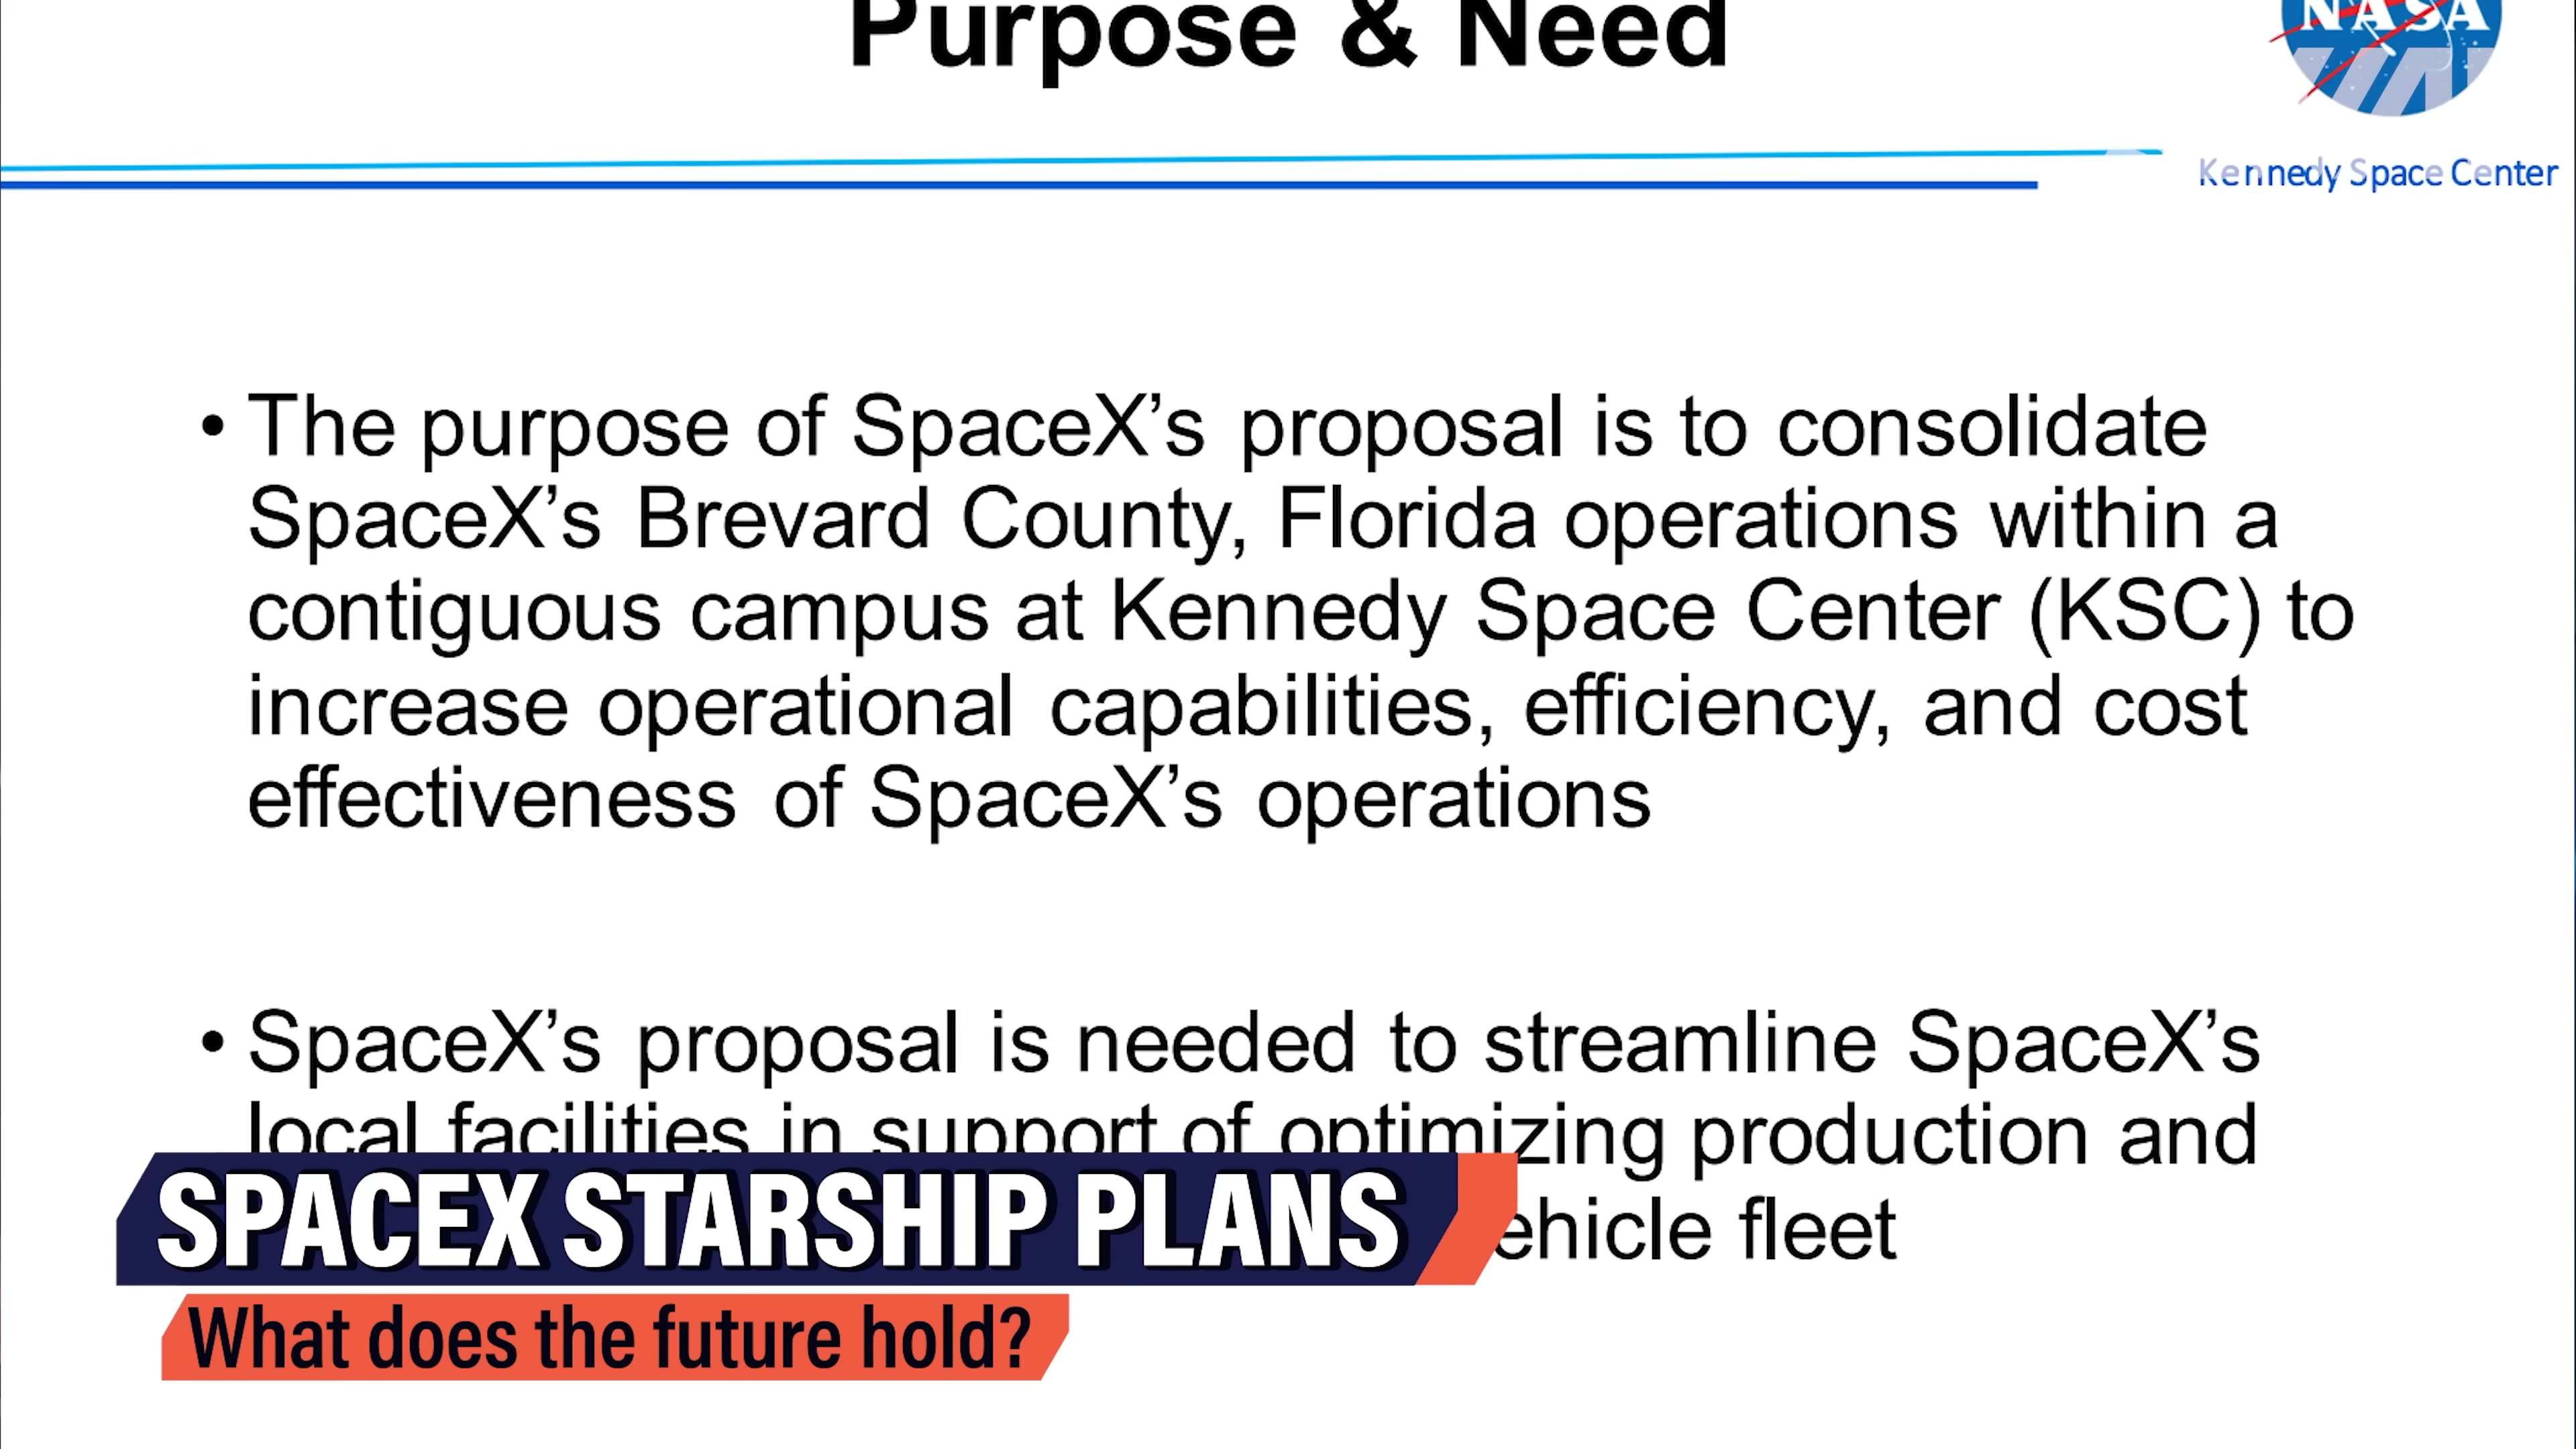 Purpose & Need
NASA
Kennedy Space Center
• The purpose of SpaceX’s proposal is to consolidate
SpaceX’s Brevard County, Florida operations within a
contiguous campus at Kennedy Space Center (KSC) to
increase operational capabilities, efficiency, and cost
effectiveness of SpaceX’s operations
• SpaceX’s proposal is needed to streamline SpaceX’s
local facilities in support of optimizing production and
ehicle fleet
SPACEX STARSHIP PLANS
What does the future hold?